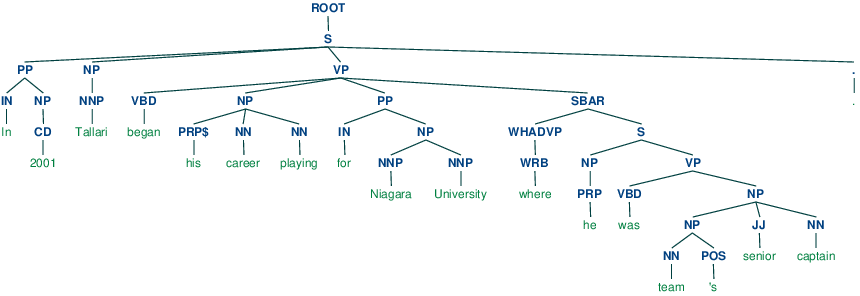 ROOT
S
PP NP VP .
IN NP NNP VBD NP PP SBAR
In CD Tallari began PRP$ NN NN IN NP WHADVP S
2001 his career playing for NNP NNP WRB NP VP
Niagara University where PRP VBD NP
he was NP JJ NN
NN POS senior captain
team 's